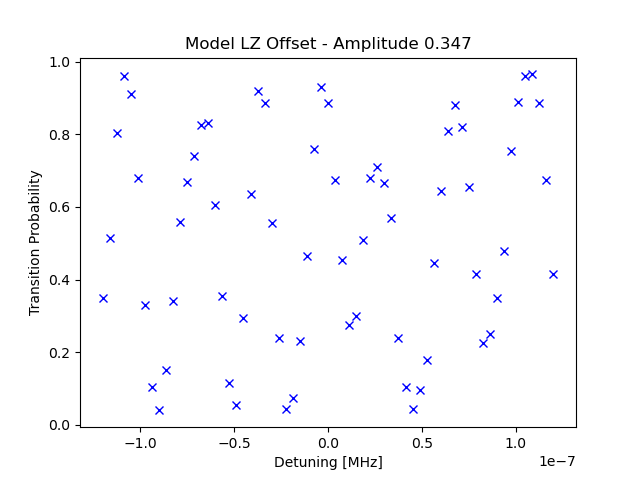 Model LZ Offset - Amplitude 0.347
1.0
0.8
0.6
0.4
0.2
0.0
Transition Probability
−1.0 −0.5 0.0 0.5 1.0
1e−7
Detuning [MHz]